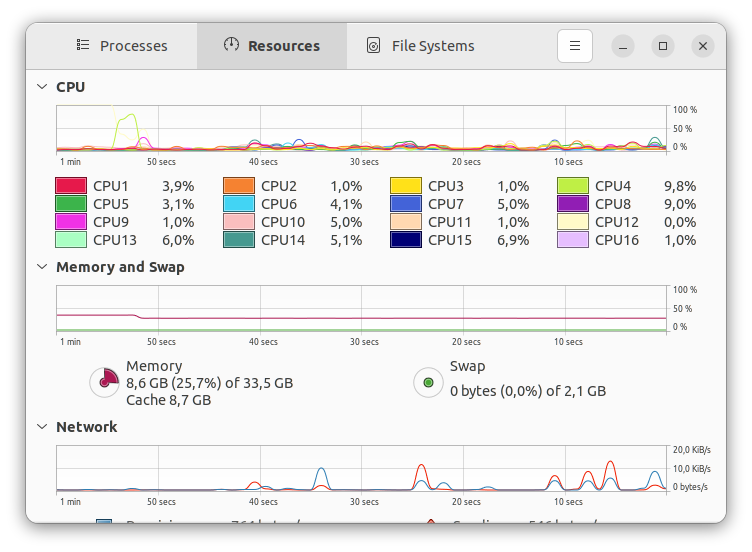 Processes Resources File Systems
CPU
100 %
50 %
0 %
1 min 50 secs 40 secs 30 secs 20 secs 10 secs
CPU1 3,9% CPU2 1,0% CPU3 1,0% CPU4 9,8%
CPU5 3,1% CPU6 4,1% CPU7 5,0% CPU8 9,0%
CPU9 1,0% CPU10 5,0% CPU11 1,0% CPU12 0,0%
CPU13 6,0% CPU14 5,1% CPU15 6,9% CPU16 1,0%
Memory and Swap
100 %
50 %
0 %
1 min 50 secs 40 secs 30 secs 20 secs 10 secs
Memory
8,6 GB (25,7%) of 33,5 GB
Cache 8,7 GB
Swap
0 bytes (0,0%) of 2,1 GB
Network
20,0 KiB/s
10,0 KiB/s
0 bytes/s
1 min 50 secs 40 secs 30 secs 20 secs 10 secs